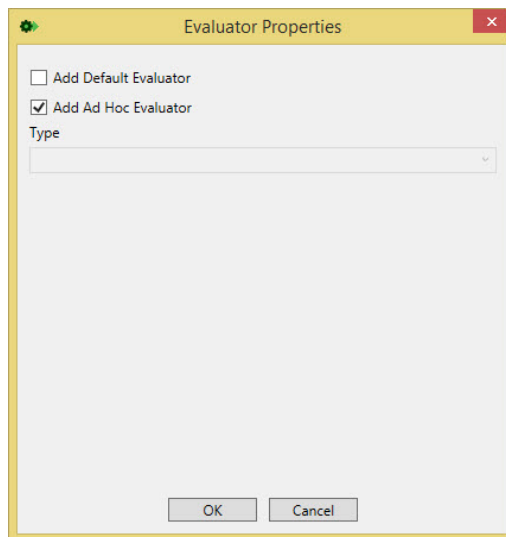 Evaluator Properties
Add Default Evaluator
Add Ad Hoc Evaluator
Type
OK Cancel